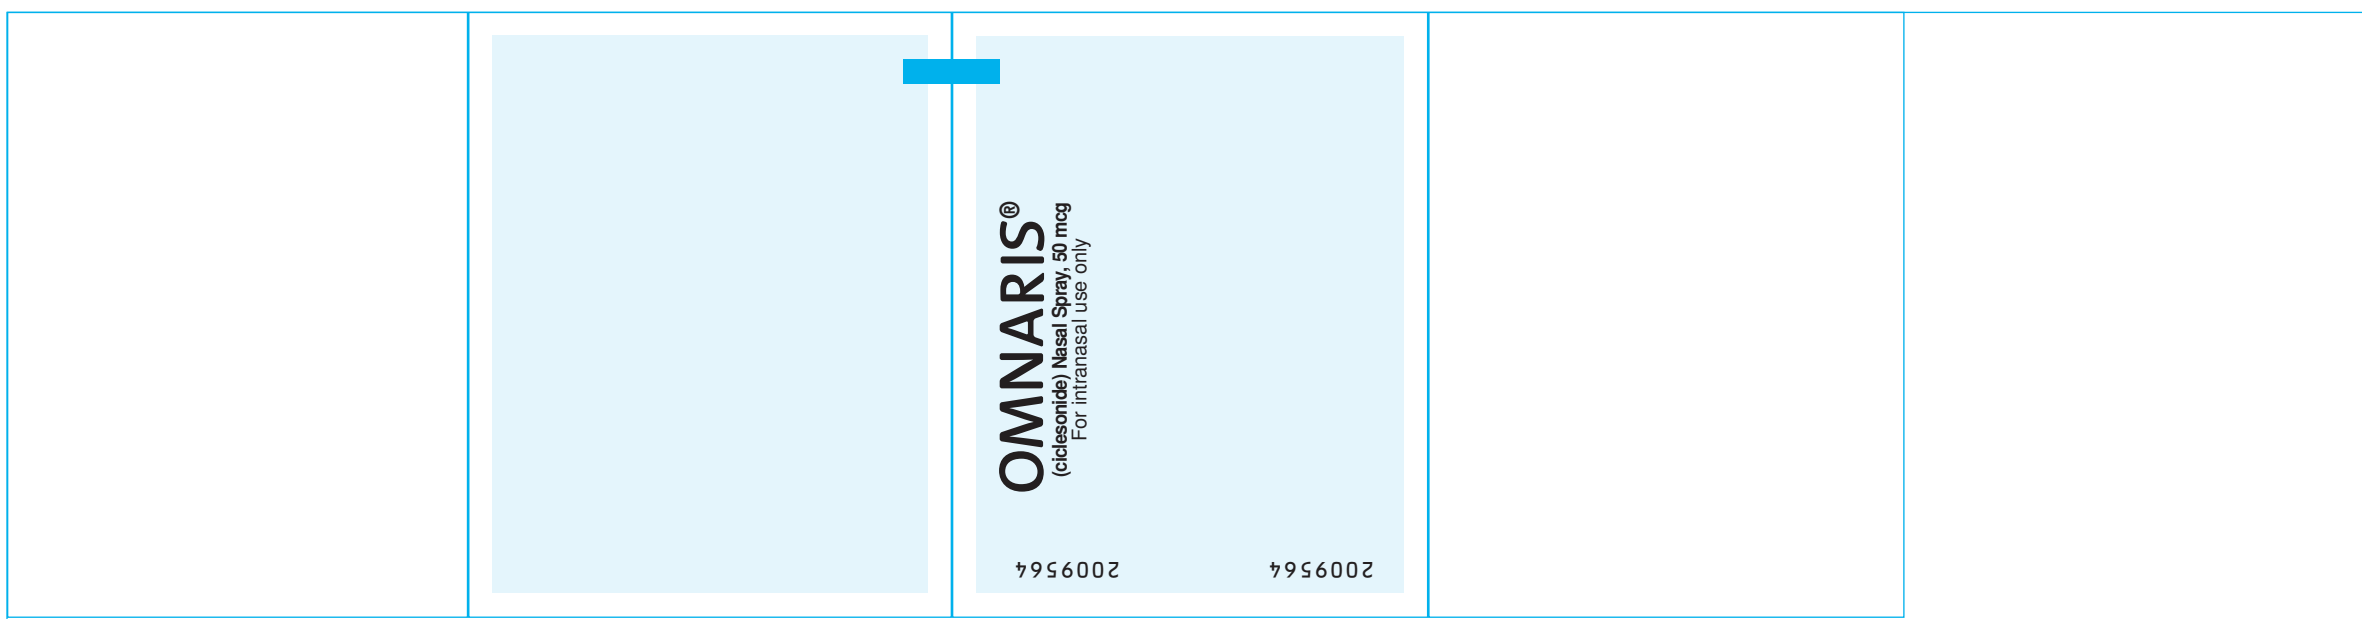 OMNARIS®
(ciclesonide) Nasal Spray, 50 mcg
For intranasal use only
2009564
2009564